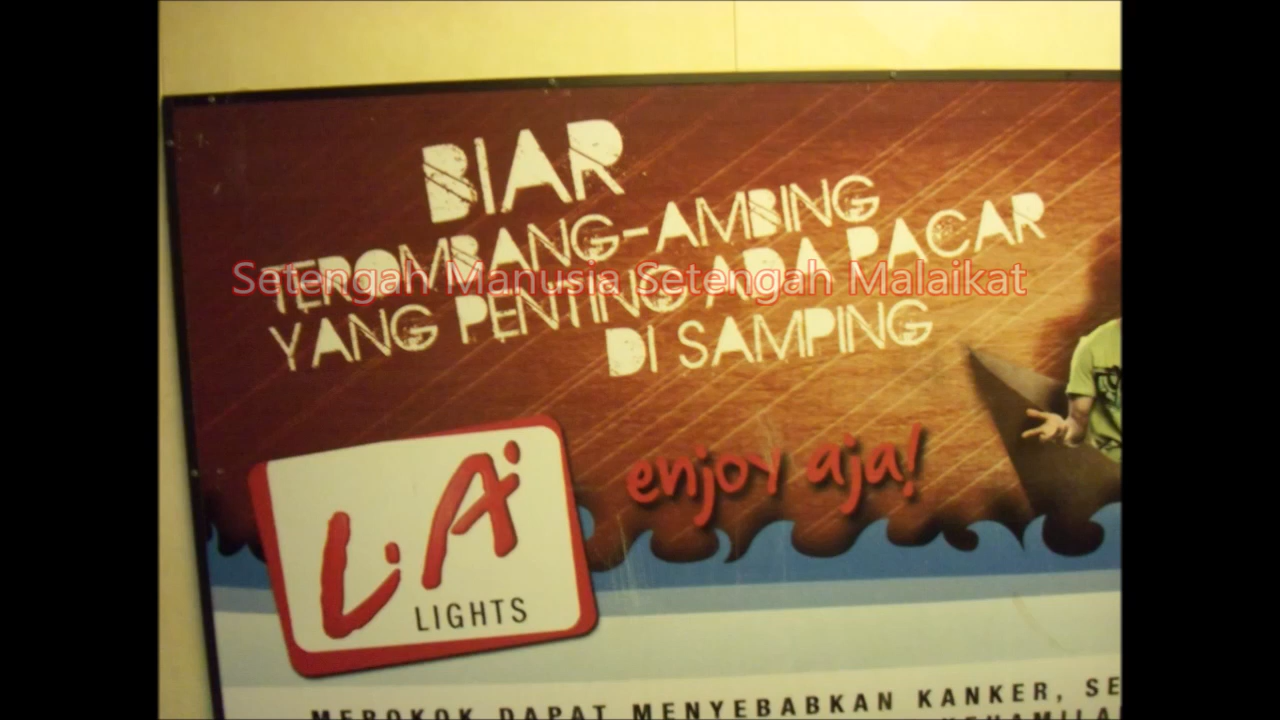 BIAR
TEROMBANG-AMBING
YANG PENTING ADA PACAR
DI SAMPING
Setengah Manusia Setengah Malaikat
enjoy aja!
L.A.
LIGHTS
MEROKOK DAPAT MENYEBABKAN KANKER, SE